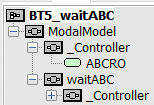 BT5_waitABC
ModalModel
_Controller
ABCRO
waitABC
_Controller